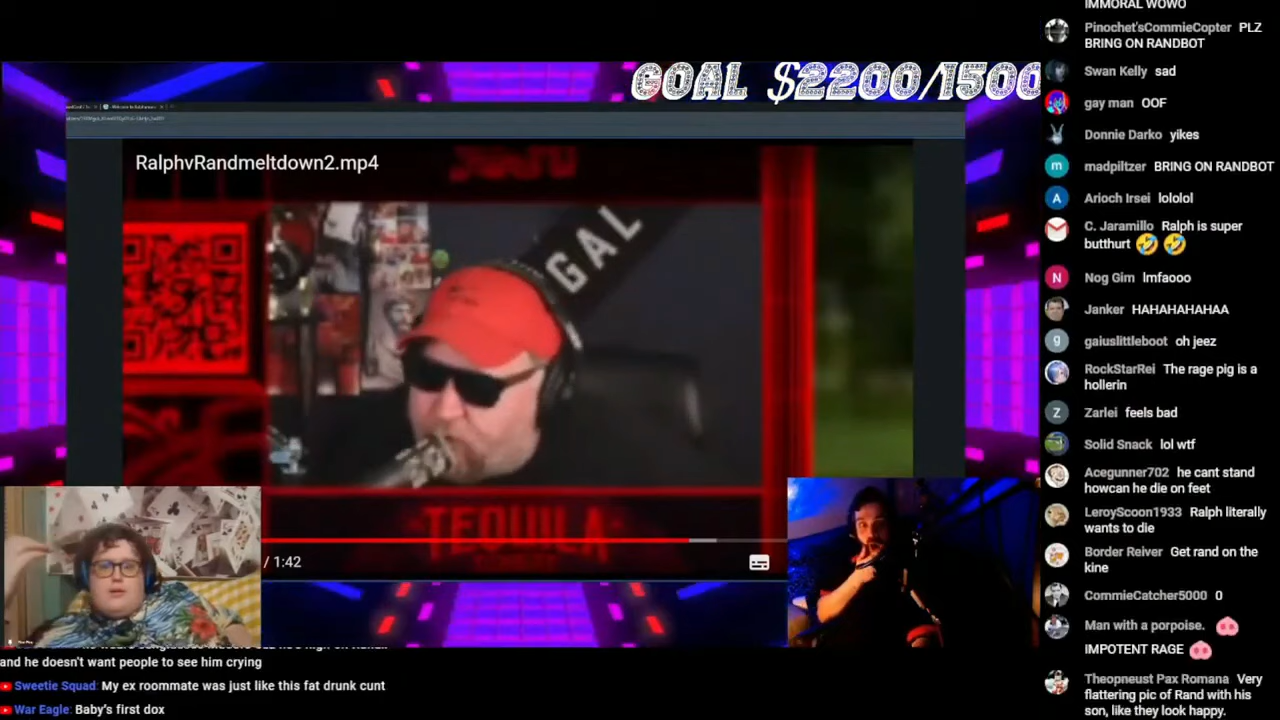 IMMORAL WOWO
Pinochet'sCommieCopter PLZ
BRING ON RANDBOT
Swan Kelly sad
gay man OOF
Donnie Darko yikes
m
madpiltzer BRING ON RANDBOT
A
Arioch Irsei lololol
C. Jaramillo Ralph is super
butthurt 🤣 🤣
N
Nog Gim lmfaooo
Janker HAHAHAHAHAA
g
gaiuslittleboot oh jeez
RockStarRei The rage pig is a
hollerin
Z
Zarlei feels bad
Solid Snack lol wtf
Acegunner702 he cant stand
howcan he die on feet
LeroyScoon1933 Ralph literally
wants to die
Border Reiver Get rand on the
kine
CommieCatcher5000 0
Man with a porpoise. 🐽
IMPOTENT RAGE 🐽
Theopneust Pax Romana Very
flattering pic of Rand with his
son, like they look happy.
GOAL $2200/1500
RalphvRandmeltdown2.mp4
GAL
TEQUILA
/ 1:42
and he doesn't want people to see him crying
Sweetie Squad: My ex roommate was just like this fat drunk cunt
War Eagle: Baby's first dox